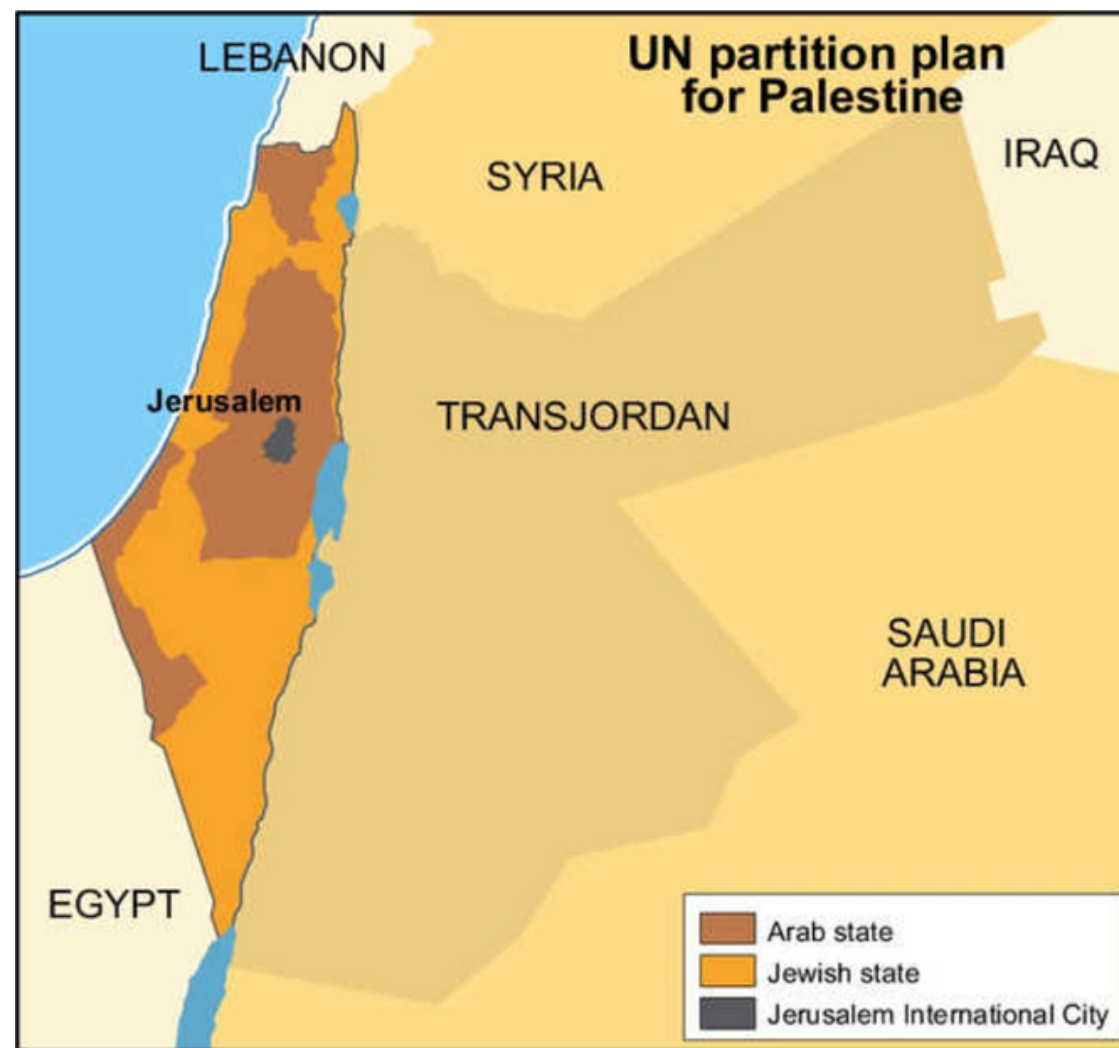 UN partition plan
for Palestine
LEBANON
IRAQ
SYRIA
Jerusalem
TRANSJORDAN
SAUDI
ARABIA
EGYPT
Arab state
Jewish state
Jerusalem International City